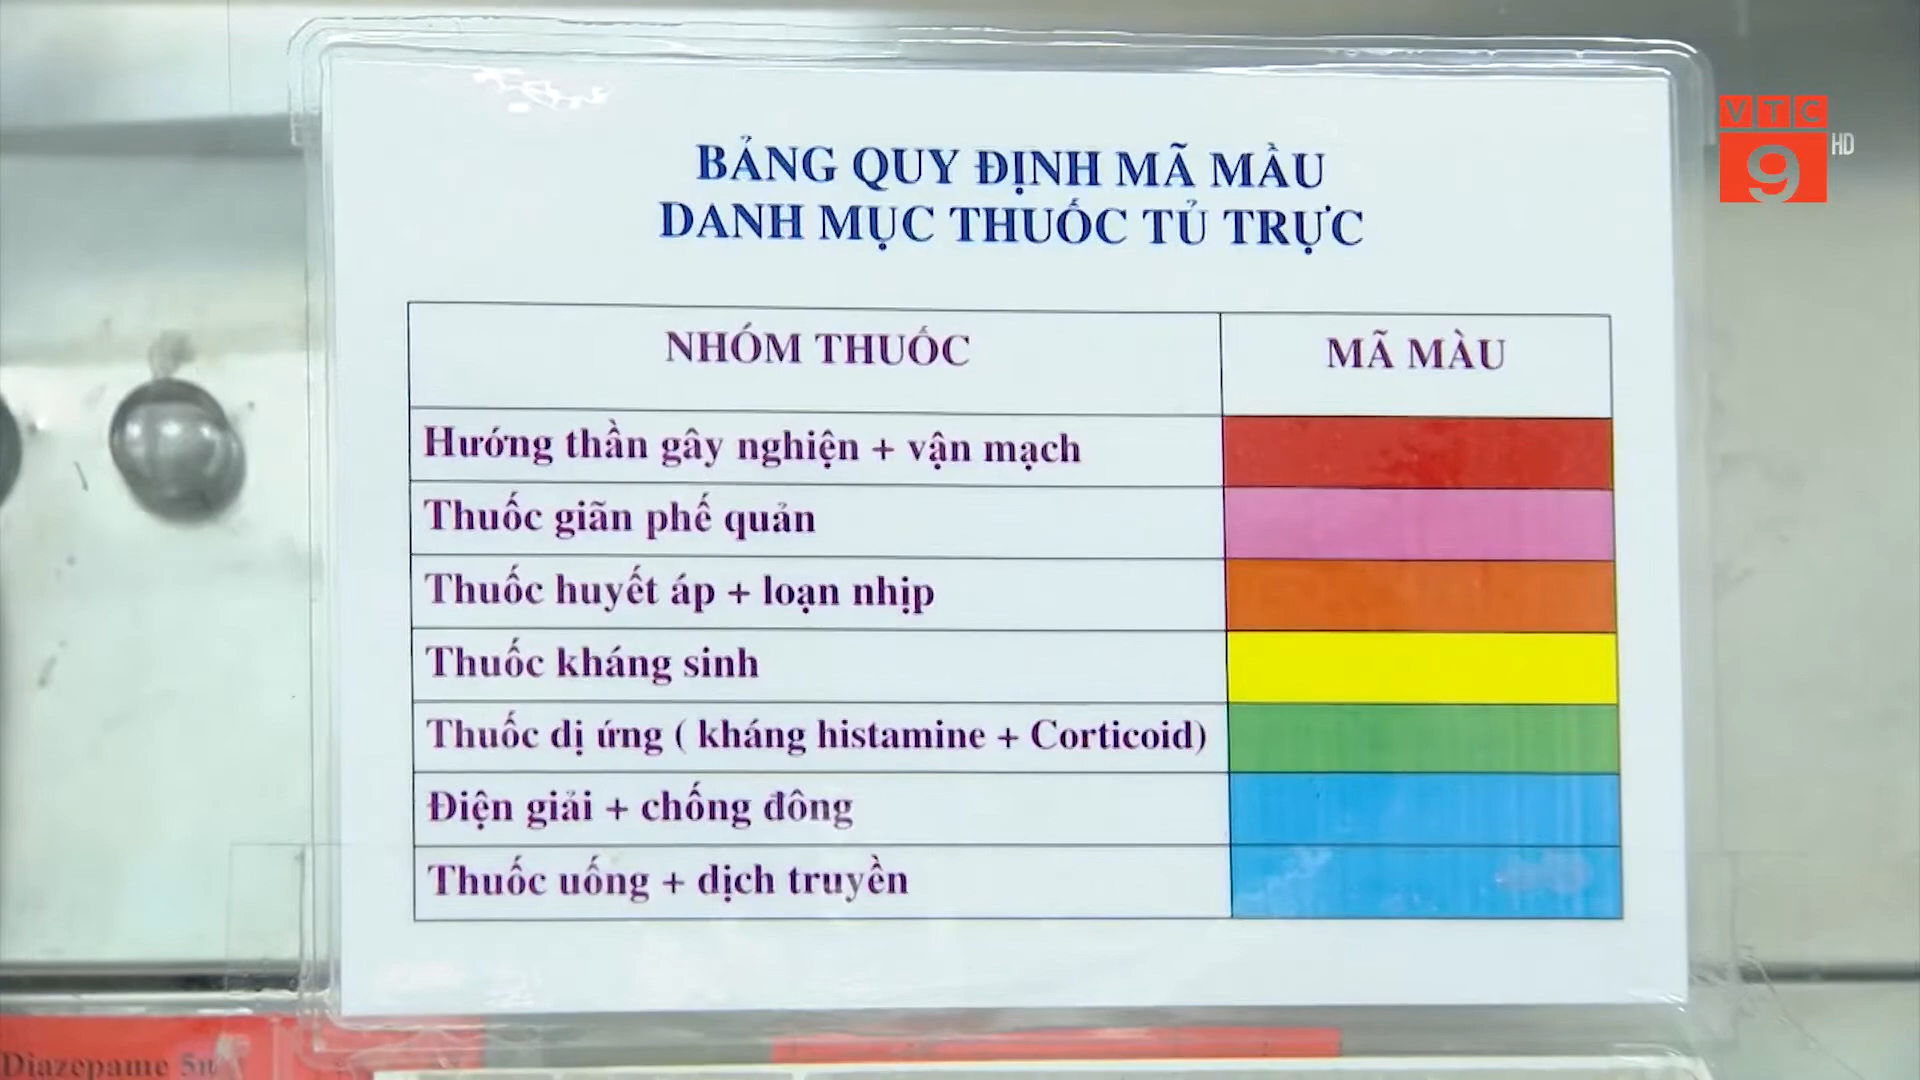 VTC
9
HD
BẢNG QUY ĐỊNH MÃ MẦU
DANH MỤC THUỐC TỦ TRỰC
NHÓM THUỐC
MÃ MÀU
Hướng thần gây nghiện + vận mạch
Thuốc giãn phế quản
Thuốc huyết áp + loạn nhịp
Thuốc kháng sinh
Thuốc dị ứng ( kháng histamine + Corticoid)
Điện giải + chống đông
Thuốc uống + dịch truyền
Diazepame